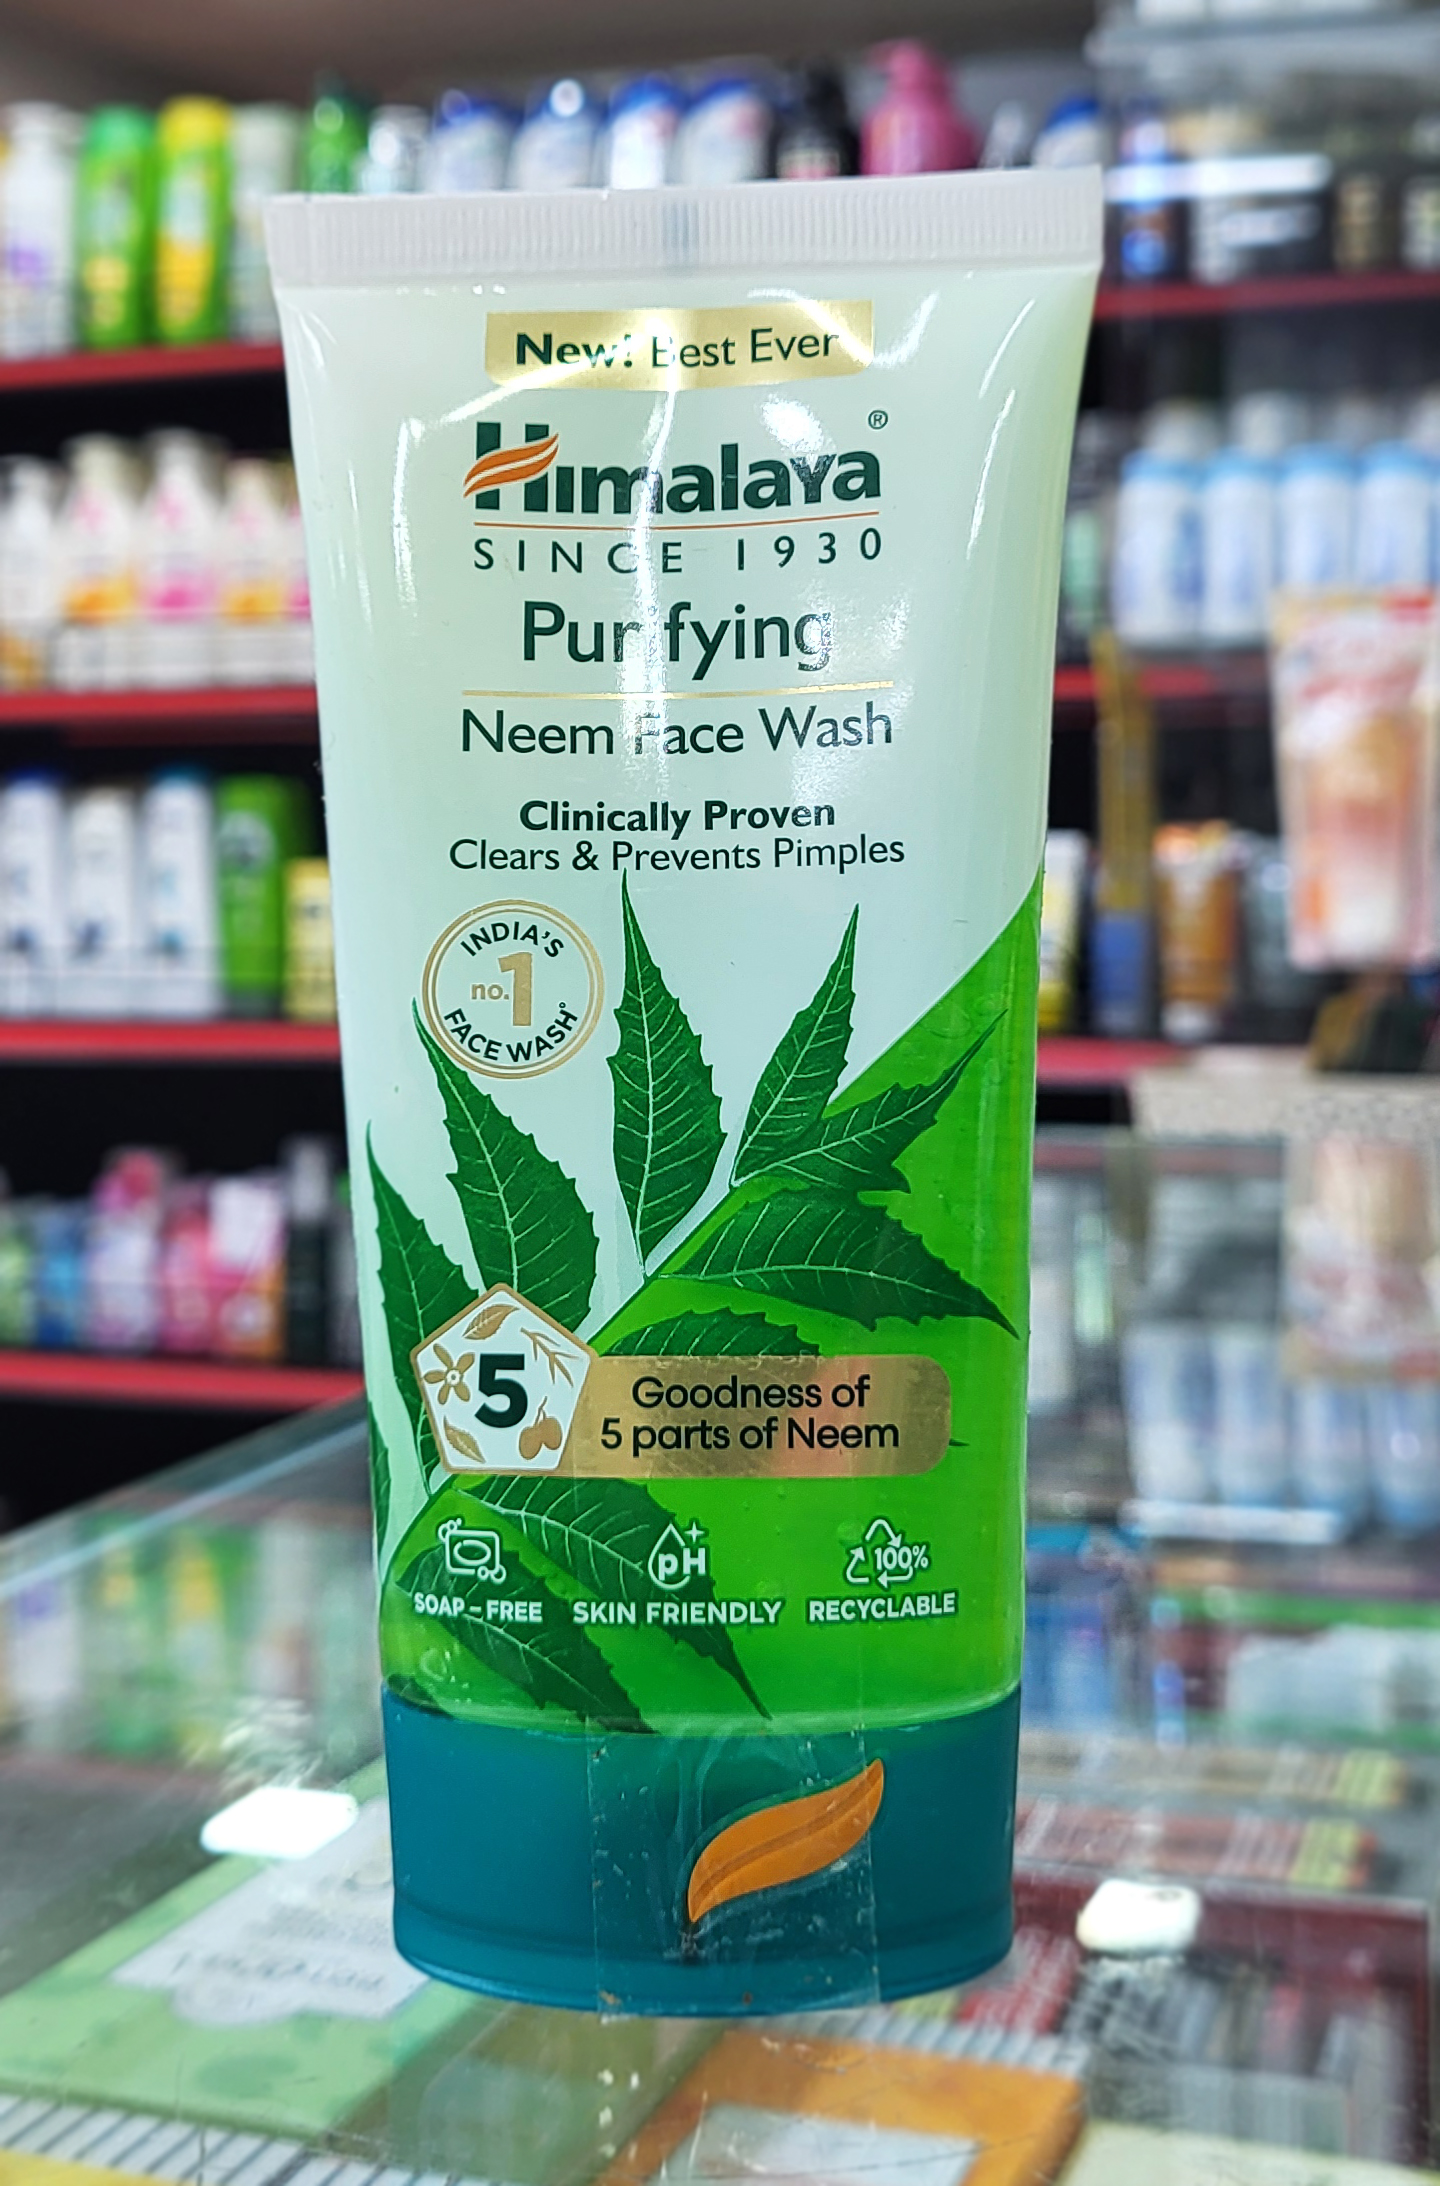 New! Best Ever
Himalaya®
SINCE 1930
Purifying
Neem Face Wash
Clinically Proven
Clears & Prevents Pimples
INDIA'S
no.1
FACE WASH°
5
Goodness of
5 parts of Neem
pH
100%
SOAP-FREE
SKIN FRIENDLY
RECYCLABLE